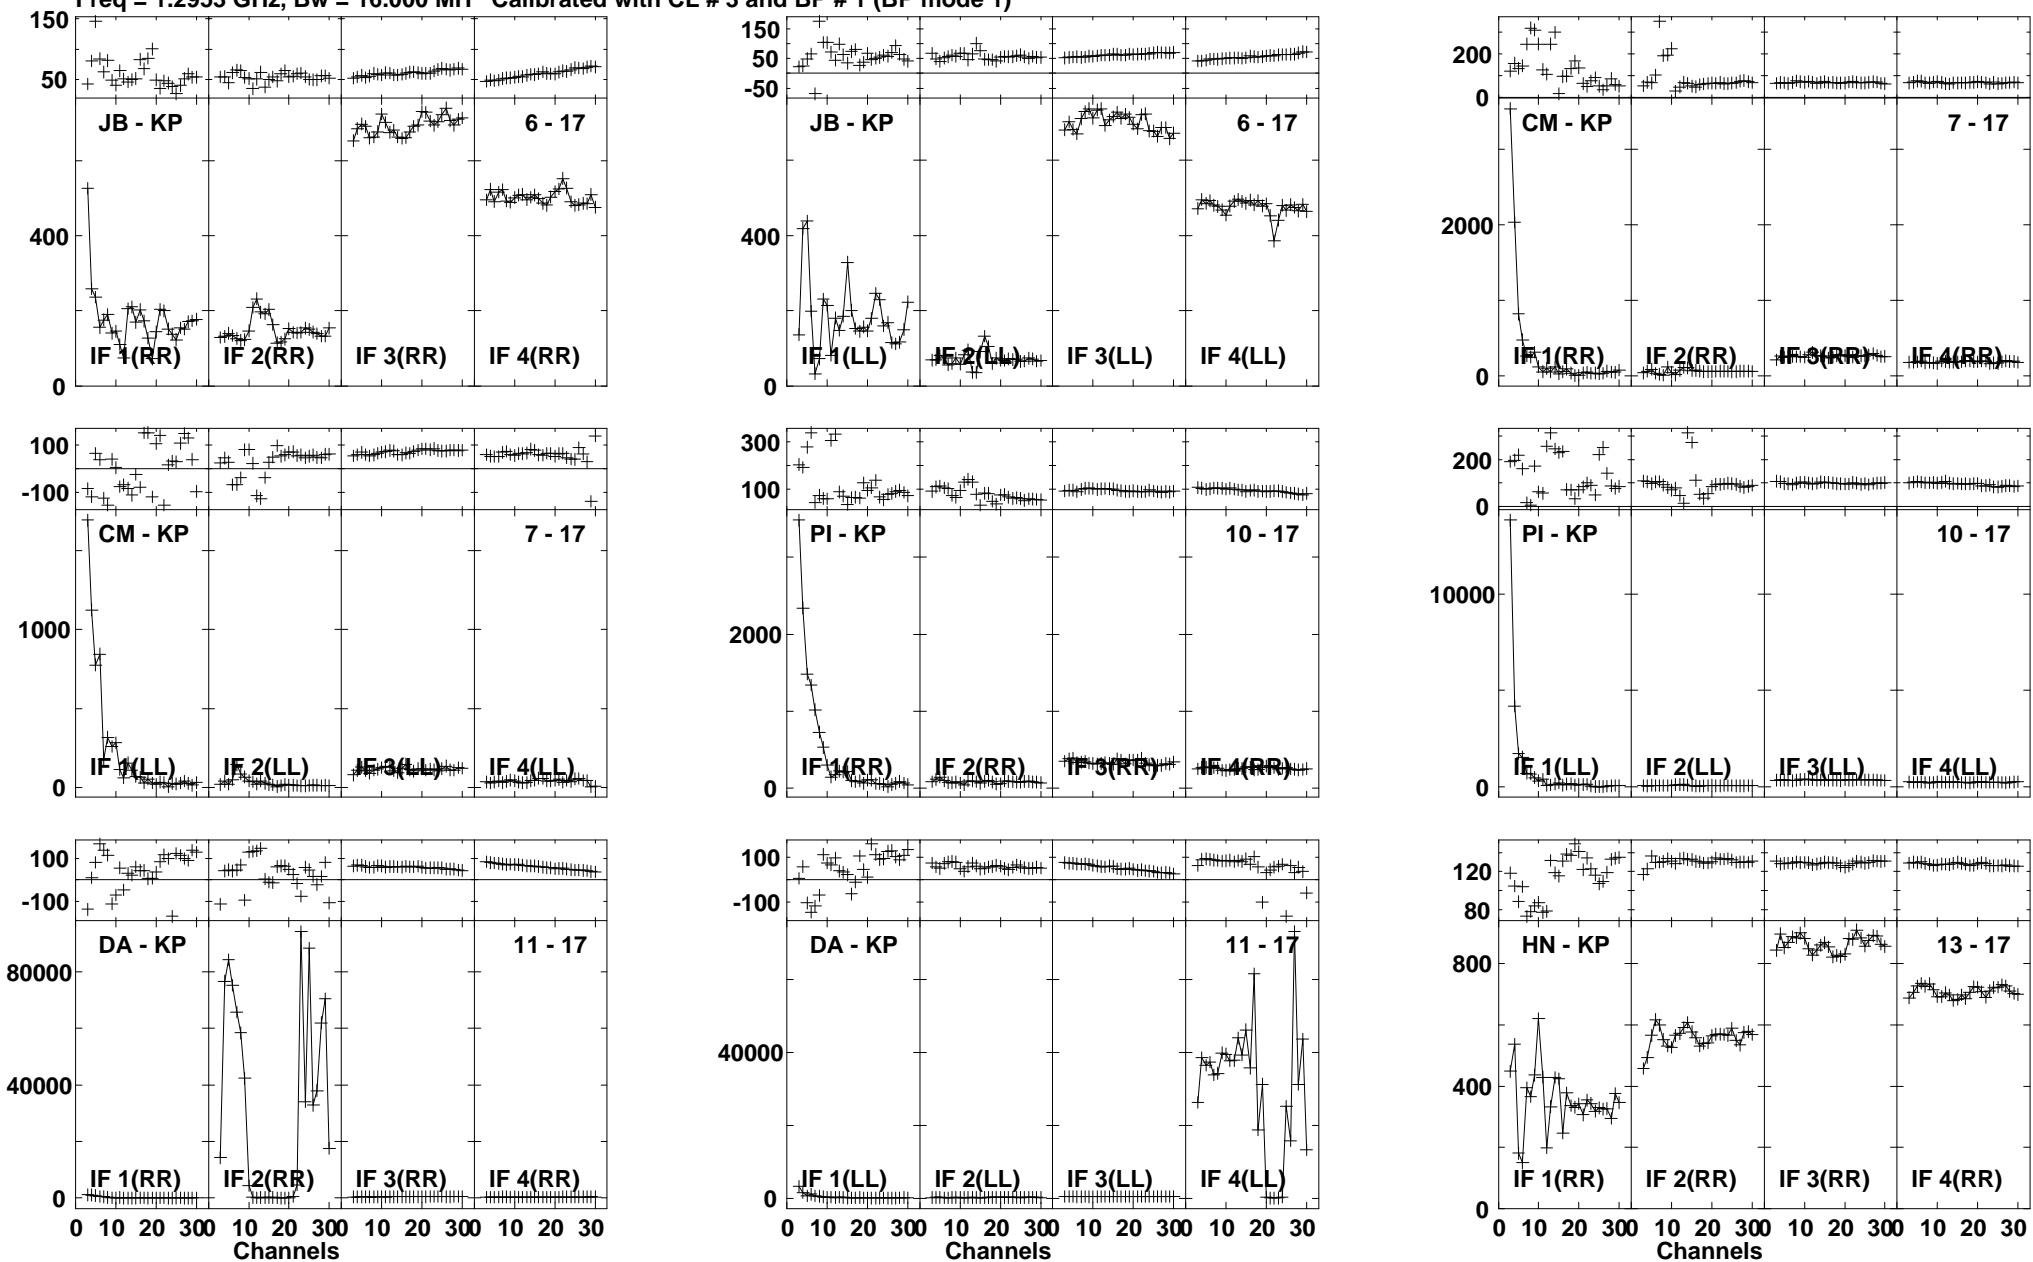 Freq = 1.2953 GHz, Bw = 16.000 MH Calibrated with CL # 3 and BP # 1 (BP mode 1)
150
50
JB - KP 6 - 17
400
0
IF 1(RR) IF 2(RR) IF 3(RR) IF 4(RR)
150
50
-50
JB - KP 6 - 17
400
0
IF 1(LL) IF 2(LL) IF 3(LL) IF 4(LL)
200
0
CM - KP 7 - 17
2000
0
IF 1(RR) IF 2(RR) IF 3(RR) IF 4(RR)
100
-100
CM - KP 7 - 17
1000
0
IF 1(LL) IF 2(LL) IF 3(LL) IF 4(LL)
300
100
PI - KP 10 - 17
2000
0
IF 1(RR) IF 2(RR) IF 3(RR) IF 4(RR)
200
0
PI - KP 10 - 17
10000
0
IF 1(LL) IF 2(LL) IF 3(LL) IF 4(LL)
100
-100
DA - KP 11 - 17
80000
40000
0
IF 1(RR) IF 2(RR) IF 3(RR) IF 4(RR)
0 10 20 30 0 10 20 30 0 10 20 30 0 10 20 30
Channels
100
-100
DA - KP 11 - 17
40000
0
IF 1(LL) IF 2(LL) IF 3(LL) IF 4(LL)
0 10 20 30 0 10 20 30 0 10 20 30 0 10 20 30
Channels
120
80
HN - KP 13 - 17
800
400
0
IF 1(RR) IF 2(RR) IF 3(RR) IF 4(RR)
0 10 20 30 0 10 20 30 0 10 20 30 0 10 20 30
Channels